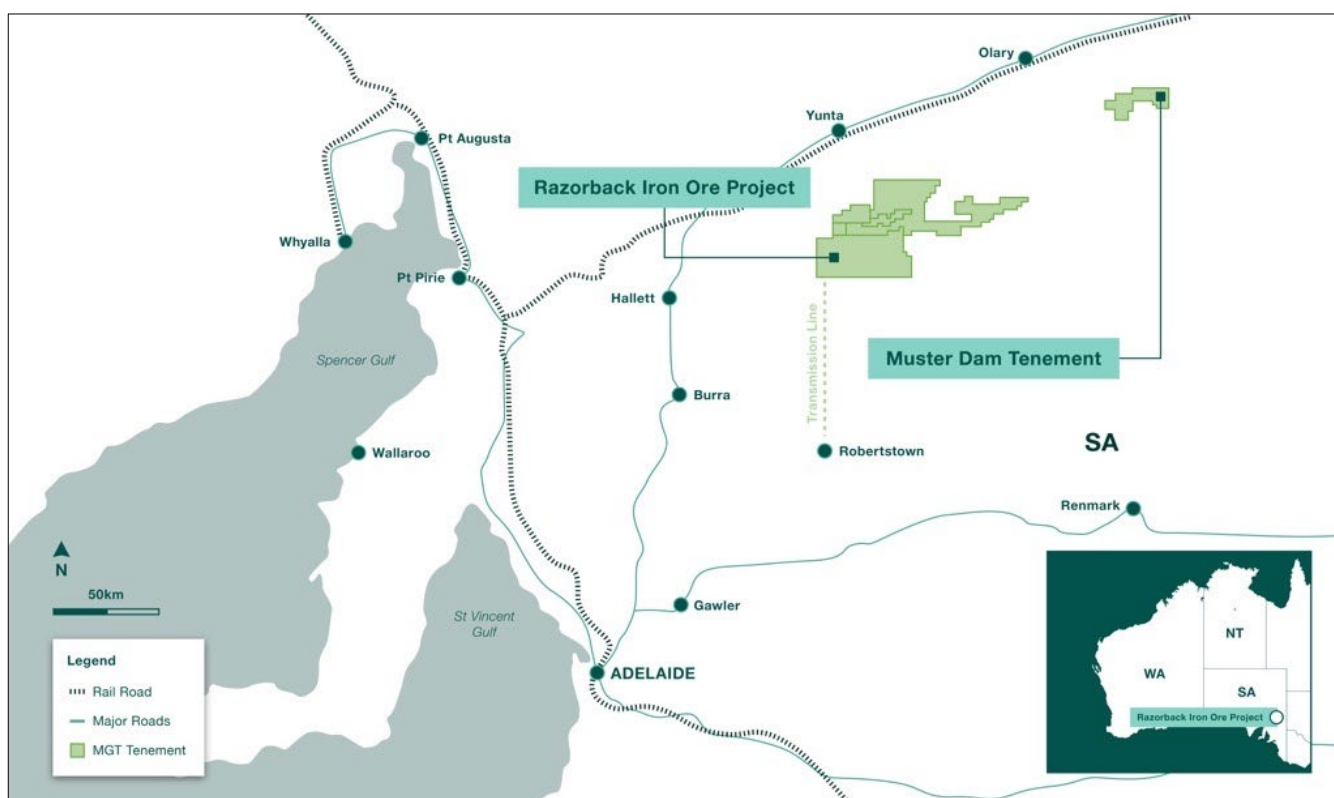 Olary
Yunta
Pt Augusta
Razorback Iron Ore Project
Whyalla
Pt Pirie
Hallett
Transmission Line
Spencer Gulf
Muster Dam Tenement
Burra
Wallaroo
Robertstown
SA
Renmark
N
50km
Gawler
St Vincent
Gulf
ADELAIDE
Legend
Rail Road
Major Roads
MGT Tenement
NT
WA
SA
Razorback Iron Ore Project